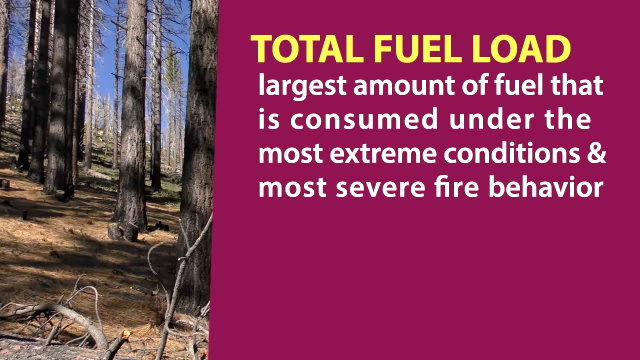 TOTAL FUEL LOAD
largest amount of fuel that
is consumed under the
most extreme conditions &
most severe fire behavior